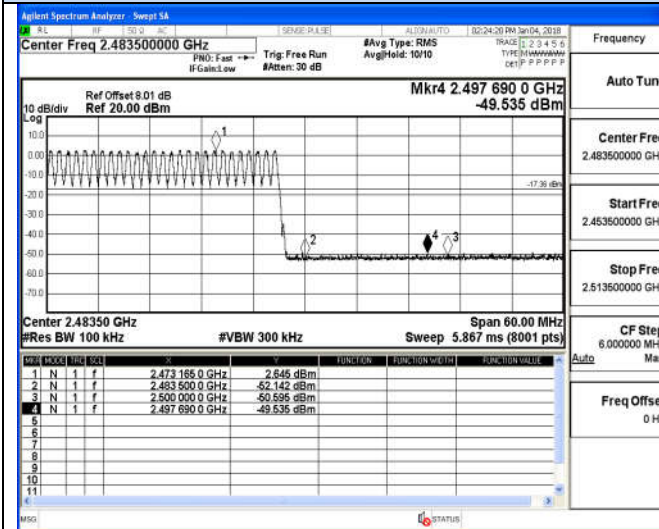 Agilent Spectrum Analyzer - Swept SA
RL RF 50 Ω AC SENSE:PULSE ALIGNAUTO 02:24:20 PM Jan 04, 2018
Center Freq 2.483500000 GHz
PNO: Fast
IFGain:Low
Trig: Free Run
#Atten: 30 dB
#Avg Type: RMS
Avg|Hold: 10/10
TRACE 1 2 3 4 5 6
TYPE MWWWWW
DET P P P P P P
Frequency
Auto Tun
Ref Offset 8.01 dB
10 dB/div Ref 20.00 dBm
Mkr4 2.497 690 0 GHz
-49.535 dBm
Log
10.0
0.00
-10.0
-20.0
-30.0
-40.0
-50.0
-60.0
-70.0
1
2
4
3
-17.36 dBm
Center Fre
2.483500000 GH
Start Fre
2.453500000 GH
Stop Fre
2.513500000 GH
Center 2.48350 GHz Span 60.00 MHz
#Res BW 100 kHz #VBW 300 kHz Sweep 5.867 ms (8001 pts)
CF Ste
6.000000 MH
Auto Ma
Freq Offse
0 H
MKR MODE TRC SCL X Y FUNCTION FUNCTION WIDTH FUNCTION VALUE
1 N 1 f 2.473 165 0 GHz 2.645 dBm
2 N 1 f 2.483 500 0 GHz -52.142 dBm
3 N 1 f 2.500 000 0 GHz -50.595 dBm
4 N 1 f 2.497 690 0 GHz -49.535 dBm
5
6
7
8
9
10
11
MSG STATUS